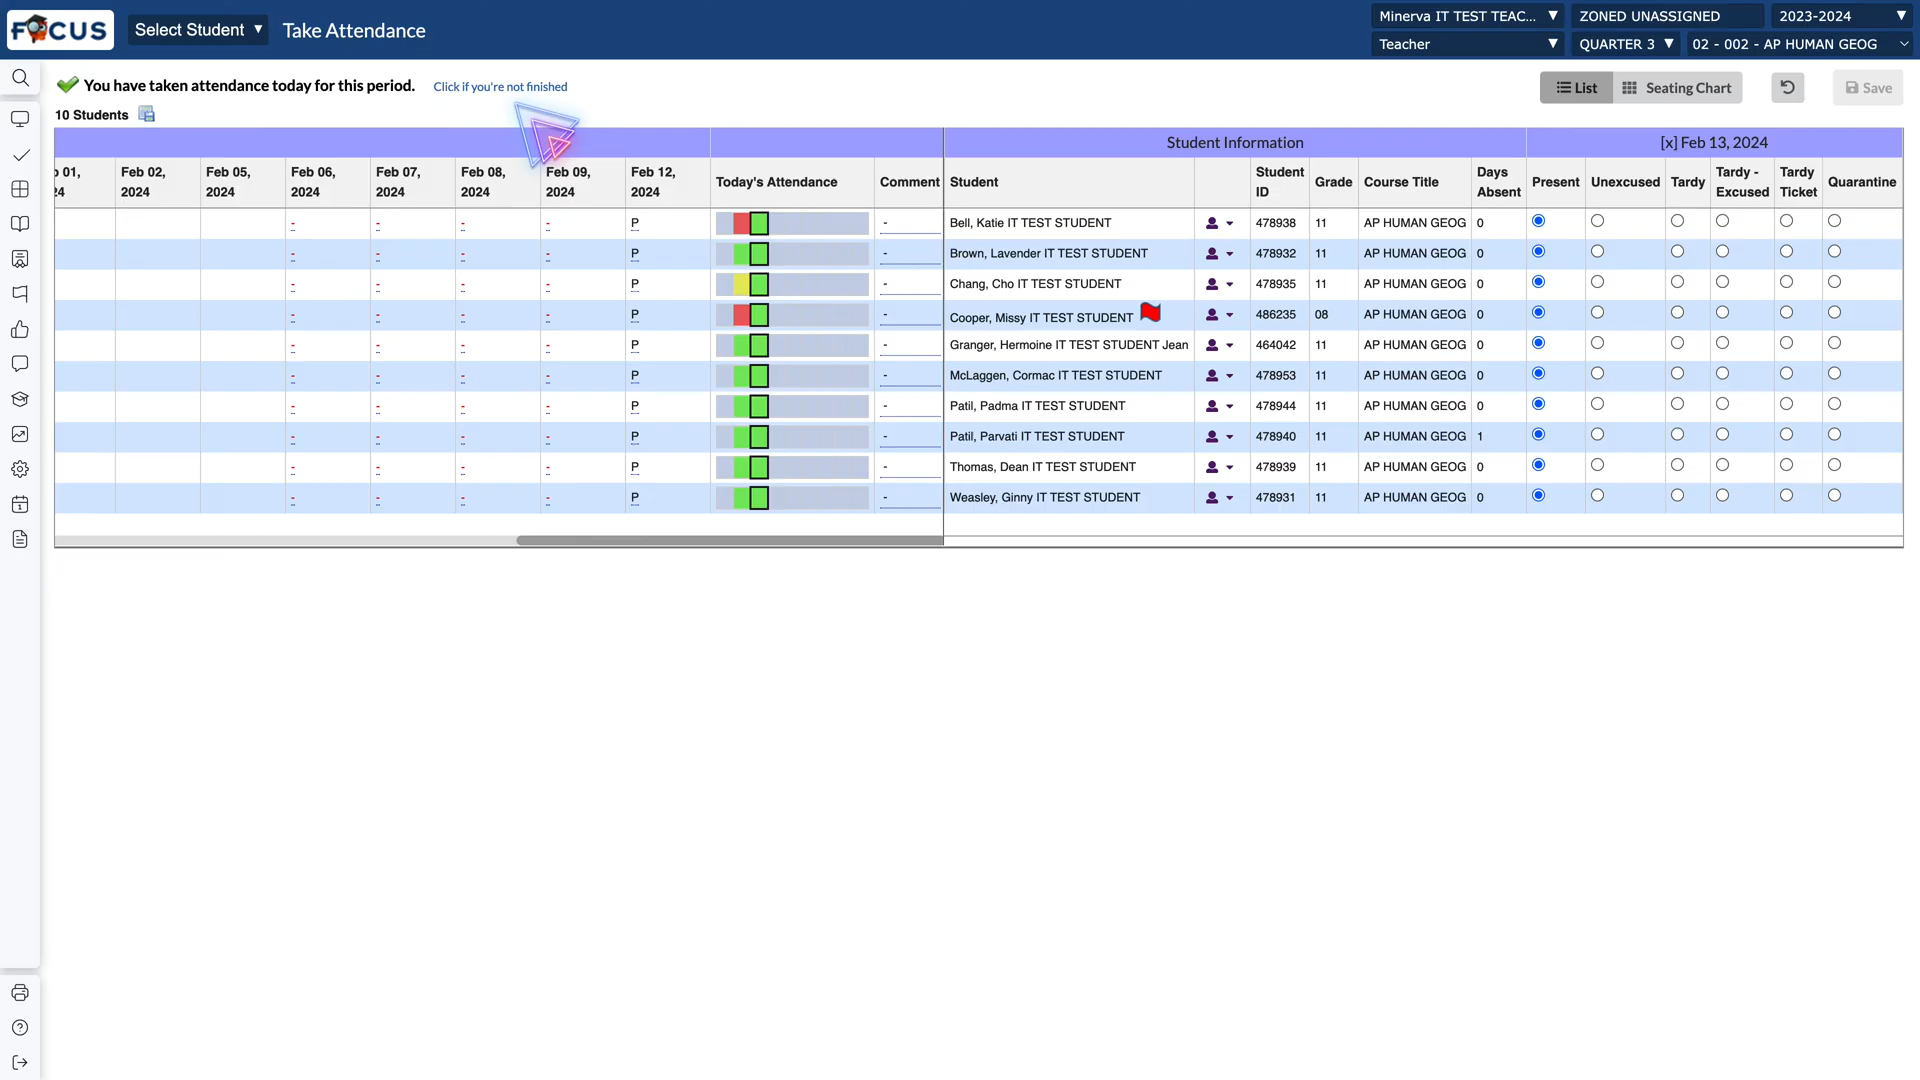 FOCUS Select Student ▼ Take Attendance
Minerva IT TEST TEAC... ▼ ZONED UNASSIGNED 2023-2024 ▼
Teacher ▼ QUARTER 3 ▼ 02 - 002 - AP HUMAN GEOG
You have taken attendance today for this period. Click if you're not finished
List Seating Chart Save
10 Students
Student Information [x] Feb 13, 2024
01, 24 Feb 02, 2024 Feb 05, 2024 Feb 06, 2024 Feb 07, 2024 Feb 08, 2024 Feb 09, 2024 Feb 12, 2024 Today's Attendance Comment Student Student ID Grade Course Title Days Absent Present Unexcused Tardy Tardy - Excused Tardy Ticket Quarantine
- - - - P - Bell, Katie IT TEST STUDENT 478938 11 AP HUMAN GEOG 0
- - - - P - Brown, Lavender IT TEST STUDENT 478932 11 AP HUMAN GEOG 0
- - - - P - Chang, Cho IT TEST STUDENT 478935 11 AP HUMAN GEOG 0
- - - - P - Cooper, Missy IT TEST STUDENT 486235 08 AP HUMAN GEOG 0
- - - - P - Granger, Hermoine IT TEST STUDENT Jean 464042 11 AP HUMAN GEOG 0
- - - - P - McLaggen, Cormac IT TEST STUDENT 478953 11 AP HUMAN GEOG 0
- - - - P - Patil, Padma IT TEST STUDENT 478944 11 AP HUMAN GEOG 0
- - - - P - Patil, Parvati IT TEST STUDENT 478940 11 AP HUMAN GEOG 1
- - - - P - Thomas, Dean IT TEST STUDENT 478939 11 AP HUMAN GEOG 0
- - - - P - Weasley, Ginny IT TEST STUDENT 478931 11 AP HUMAN GEOG 0